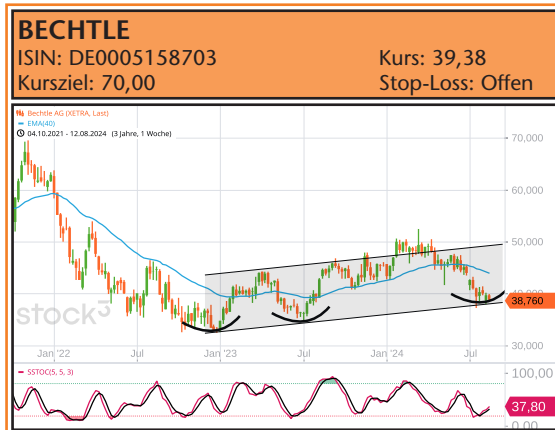 BECHTLE
ISIN: DE0005158703 Kurs: 39,38
Kursziel: 70,00 Stop-Loss: Offen
Bechtle AG (XETRA, Last)
EMA(40)
04.10.2021 - 12.08.2024 (3 Jahre, 1 Woche)
70,000
60,000
50,000
38,760
stock3
30,000
Jan '22 Jul Jan '23 Jul Jan '24 Jul
SSTOC(5, 5, 3)
100,00
37,80
0,00